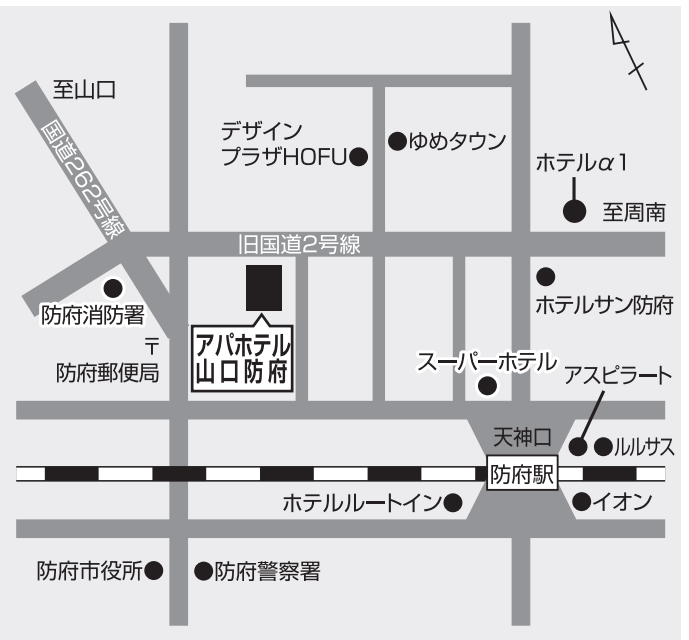 至山口
国道262号線
デザイン
プラザHOFU
ゆめタウン
ホテルα1
至周南
旧国道2号線
防府消防署
ホテルサン防府
〒
防府郵便局
アパホテル
山口防府
スーパーホテル
アスピラート
天神口
ルルサス
防府駅
ホテルルートイン
イオン
防府市役所
防府警察署